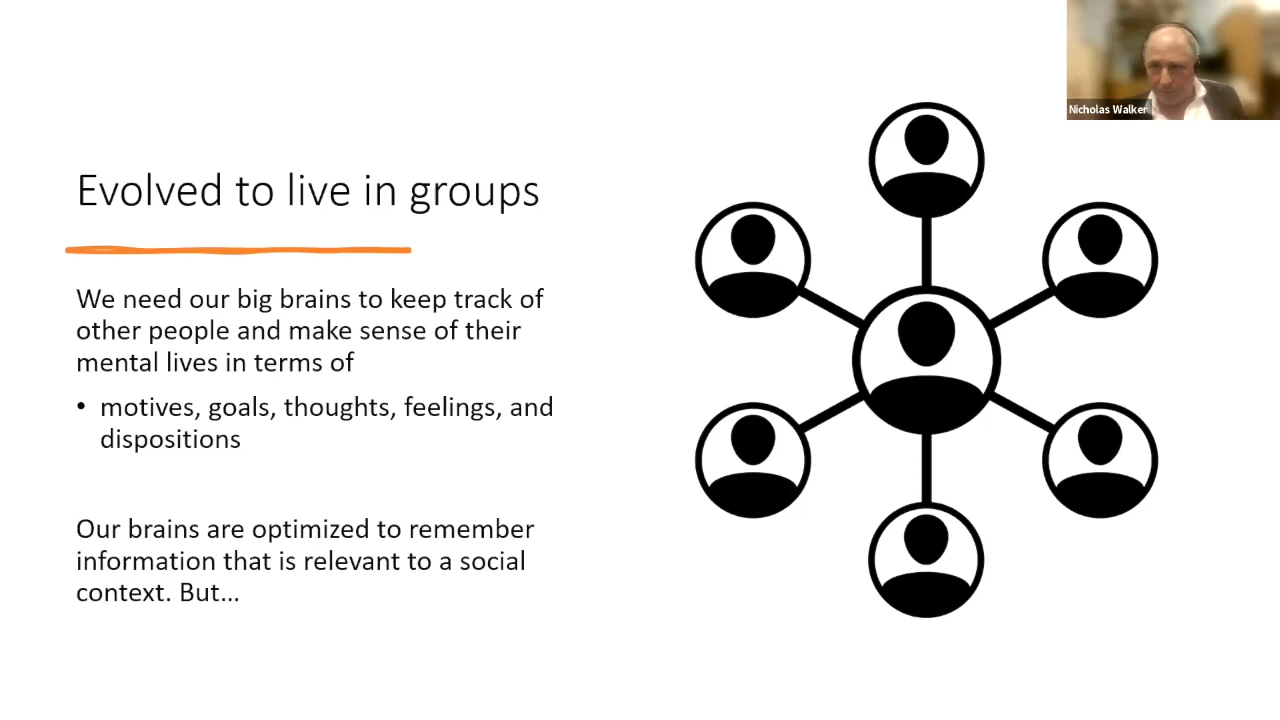 Nicholas Walker
Evolved to live in groups
We need our big brains to keep track of
other people and make sense of their
mental lives in terms of
• motives, goals, thoughts, feelings, and
dispositions
Our brains are optimized to remember
information that is relevant to a social
context. But...